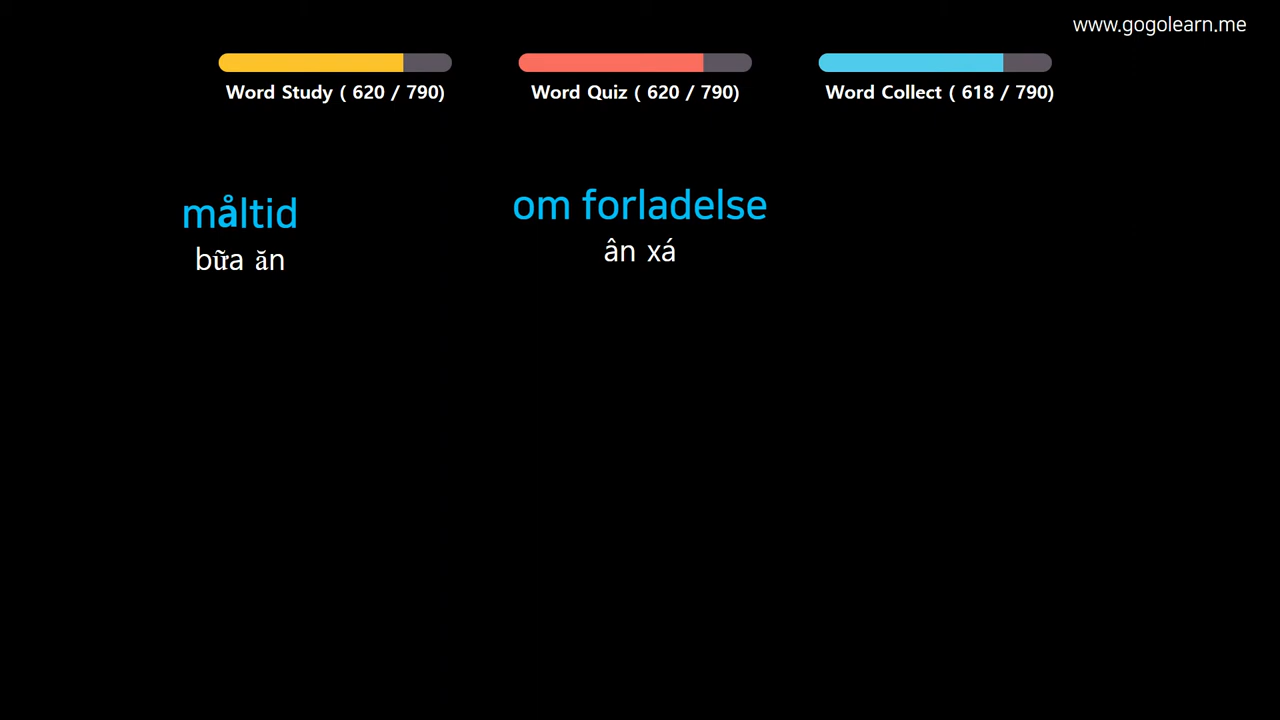 www.gogolearn.me
Word Study ( 620 / 790)
Word Quiz ( 620 / 790)
Word Collect ( 618 / 790)
måltid
bữa ăn
om forladelse
ân xá